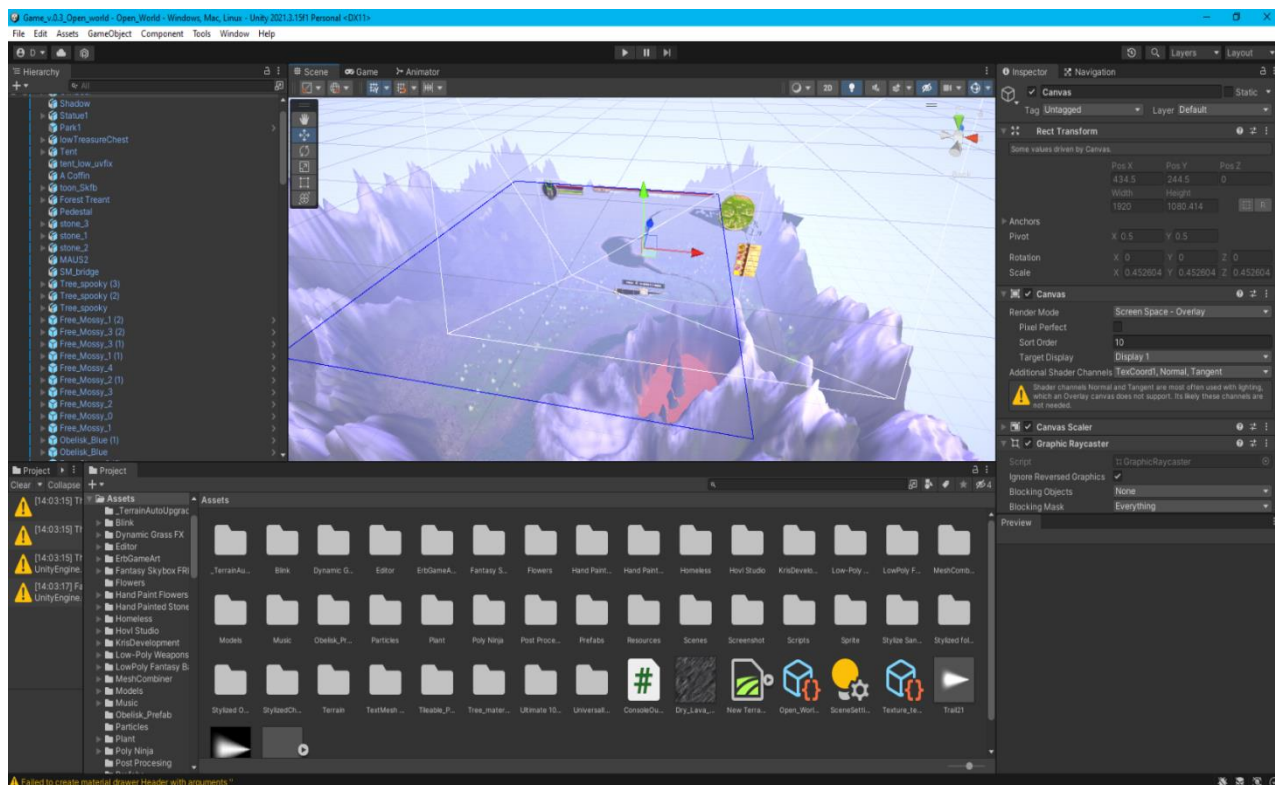 Game_v.0.3_Open_world - Open_World - Windows, Mac, Linux - Unity 2021.3.15f1 Personal <DX11>
File Edit Assets GameObject Component Tools Window Help
D
Layers Layout
Hierarchy
All
Shadow
Statue1
Park1
lowTreasureChest
Tent
tent_low_uvfix
A Coffin
toon_Skfb
Forest Treant
Pedestal
stone_3
stone_1
stone_2
MAUS2
SM_bridge
Tree_spooky (3)
Tree_spooky (2)
Tree_spooky
Free_Mossy_1 (2)
Free_Mossy_3 (2)
Free_Mossy_3 (1)
Free_Mossy_1 (1)
Free_Mossy_4
Free_Mossy_2 (1)
Free_Mossy_3
Free_Mossy_2
Free_Mossy_0
Free_Mossy_1
Obelisk_Blue (1)
Obelisk_Blue
Scene Game Animator
2D
Inspector Navigation
Canvas Static
Tag Untagged Layer Default
Rect Transform
Some values driven by Canvas.
Pos X Pos Y Pos Z
434.5 244.5 0
Width Height
1920 1080.414
R
Anchors
Pivot X 0.5 Y 0.5
Rotation X 0 Y 0 Z 0
Scale X 0.452604 Y 0.452604 Z 0.452604
Canvas
Render Mode Screen Space - Overlay
Pixel Perfect
Sort Order 10
Target Display Display 1
Additional Shader Channels TexCoord1, Normal, Tangent
Shader channels Normal and Tangent are most often used with lighting,
which an Overlay canvas does not support. Its likely these channels are
not needed.
Canvas Scaler
Graphic Raycaster
Script GraphicRaycaster
Ignore Reversed Graphics
Blocking Objects None
Blocking Mask Everything
Preview
Project
Clear Collapse
[14:03:15] Th
[14:03:15] Th
[14:03:15] Th
UnityEngine.
[14:03:17] Fa
UnityEngine.
Project
4
Assets
_TerrainAutoUpgrac
Blink
Dynamic Grass FX
Editor
ErbGameArt
Fantasy Skybox FRI
Flowers
Hand Paint Flowers
Hand Painted Stone
Homeless
Hovl Studio
KrisDevelopment
Low-Poly Weapons
LowPoly Fantasy Ba
MeshCombiner
Models
Music
Obelisk_Prefab
Particles
Plant
Poly Ninja
Post Procesing
Assets
_TerrainAu... Blink Dynamic G... Editor ErbGameA... Fantasy S... Flowers Hand Paint... Hand Paint... Homeless Hovl Studio KrisDevelo... Low-Poly ... LowPoly F... MeshComb...
Models Music Obelisk_Pr... Particles Plant Poly Ninja Post Proce... Prefabs Resources Scenes Screenshot Scripts Sprite Stylize San... Stylized fol...
Stylized O... StylizedCh... Terrain TextMesh ... Tileable_P... Tree_mater... Ultimate 10... Universall... ConsoleOu... Dry_Lava_... New Terra... Open_Worl... SceneSetti... Texture_te... Trail21
Failed to create material drawer Header with arguments ''